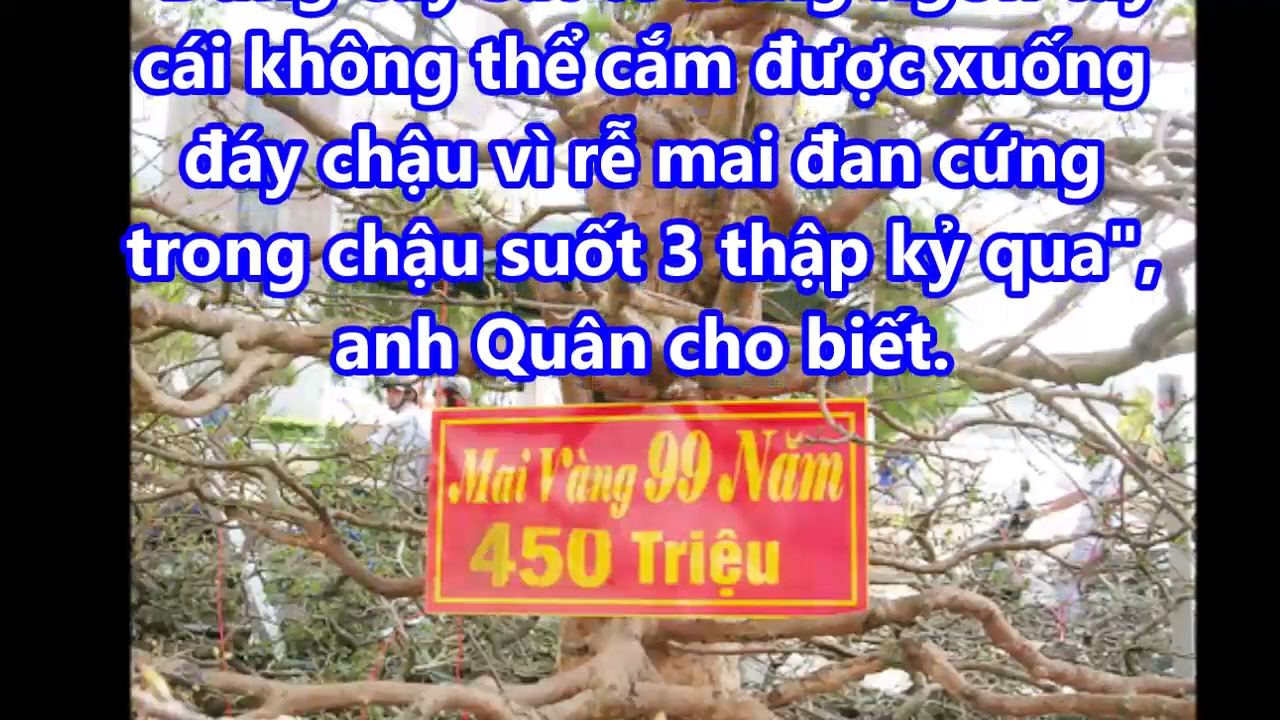 cái không thể cắm được xuống
đáy chậu vì rễ mai đan cứng
trong chậu suốt 3 thập kỷ qua",
anh Quân cho biết.
Mai Vàng 99 Năm
450 Triệu